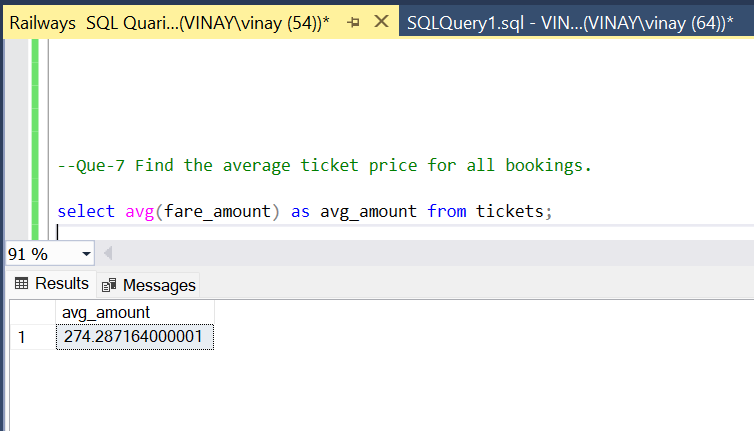 Railways SQL Quari...(VINAY\vinay (54))* SQLQuery1.sql - VIN...(VINAY\vinay (64))*
--Que-7 Find the average ticket price for all bookings.
select avg(fare_amount) as avg_amount from tickets;
91 %
Results Messages
avg_amount
1 274.287164000001